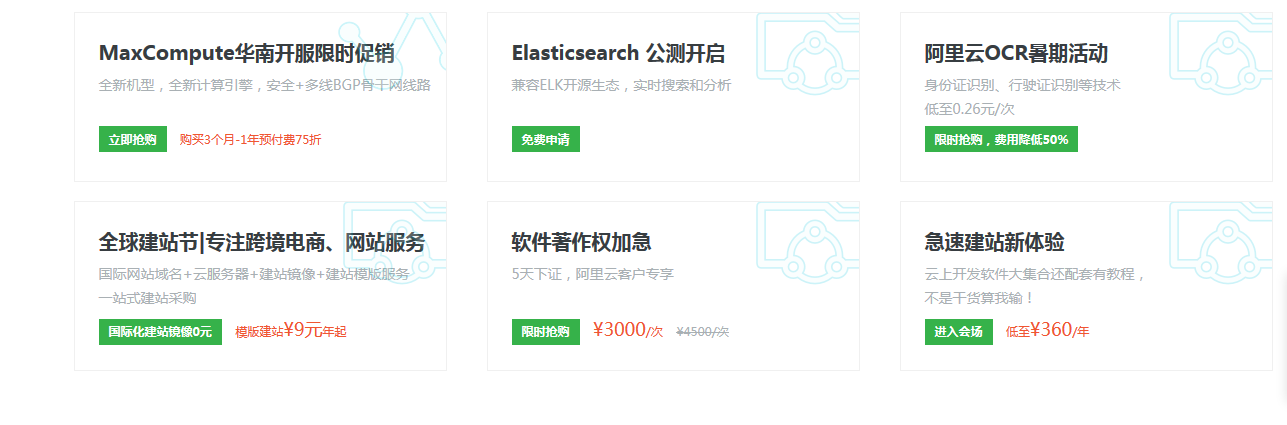 MaxCompute华南开服限时促销
全新机型，全新计算引擎，安全+多线BGP骨干网线路
立即抢购 购买3个月-1年预付费75折
Elasticsearch 公测开启
兼容ELK开源生态，实时搜索和分析
免费申请
阿里云OCR暑期活动
身份证识别、行驶证识别等技术
低至0.26元/次
限时抢购，费用降低50%
全球建站节|专注跨境电商、网站服务
国际网站域名+云服务器+建站镜像+建站模版服务
一站式建站采购
国际化建站镜像0元 模版建站¥9元年起
软件著作权加急
5天下证，阿里云客户专享
限时抢购 ¥3000/次 ¥4500/次
急速建站新体验
云上开发软件大集合还配套有教程，
不是干货算我输！
进入会场 低至¥360/年